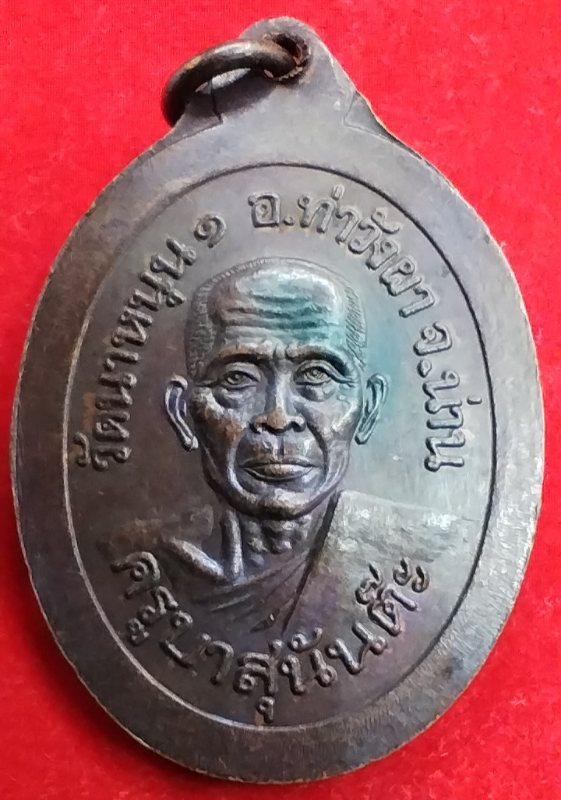 วัดนาหนุน ๑ อ.ท่าวังผา จ.น่าน
ครูบาสุนันต๊ะ